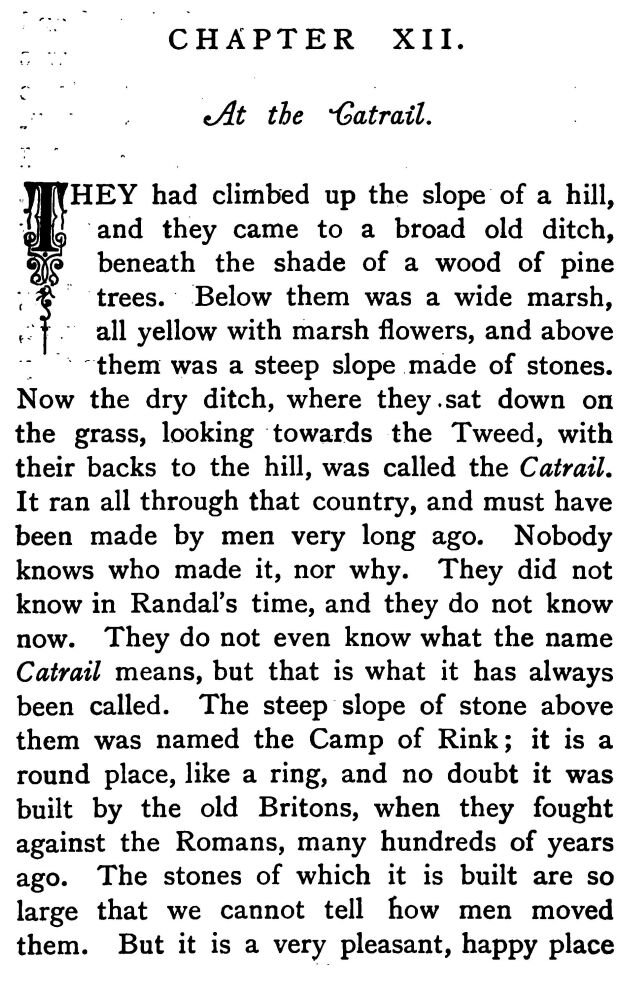 CHAPTER XII.
At the Catrail.
THEY had climbed up the slope of a hill,
and they came to a broad old ditch,
beneath the shade of a wood of pine
trees. Below them was a wide marsh,
all yellow with marsh flowers, and above
them was a steep slope made of stones.
Now the dry ditch, where they sat down on
the grass, looking towards the Tweed, with
their backs to the hill, was called the Catrail.
It ran all through that country, and must have
been made by men very long ago. Nobody
knows who made it, nor why. They did not
know in Randal's time, and they do not know
now. They do not even know what the name
Catrail means, but that is what it has always
been called. The steep slope of stone above
them was named the Camp of Rink; it is a
round place, like a ring, and no doubt it was
built by the old Britons, when they fought
against the Romans, many hundreds of years
ago. The stones of which it is built are so
large that we cannot tell how men moved
them. But it is a very pleasant, happy place